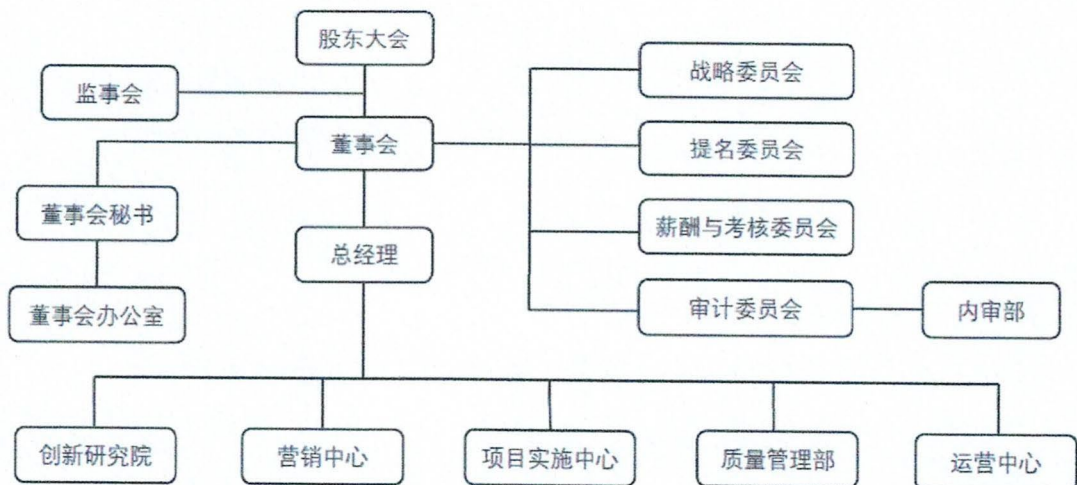 股东大会
战略委员会
监事会
董事会
提名委员会
董事会秘书
薪酬与考核委员会
总经理
董事会办公室
审计委员会
内审部
创新研究院
营销中心
项目实施中心
质量管理部
运营中心